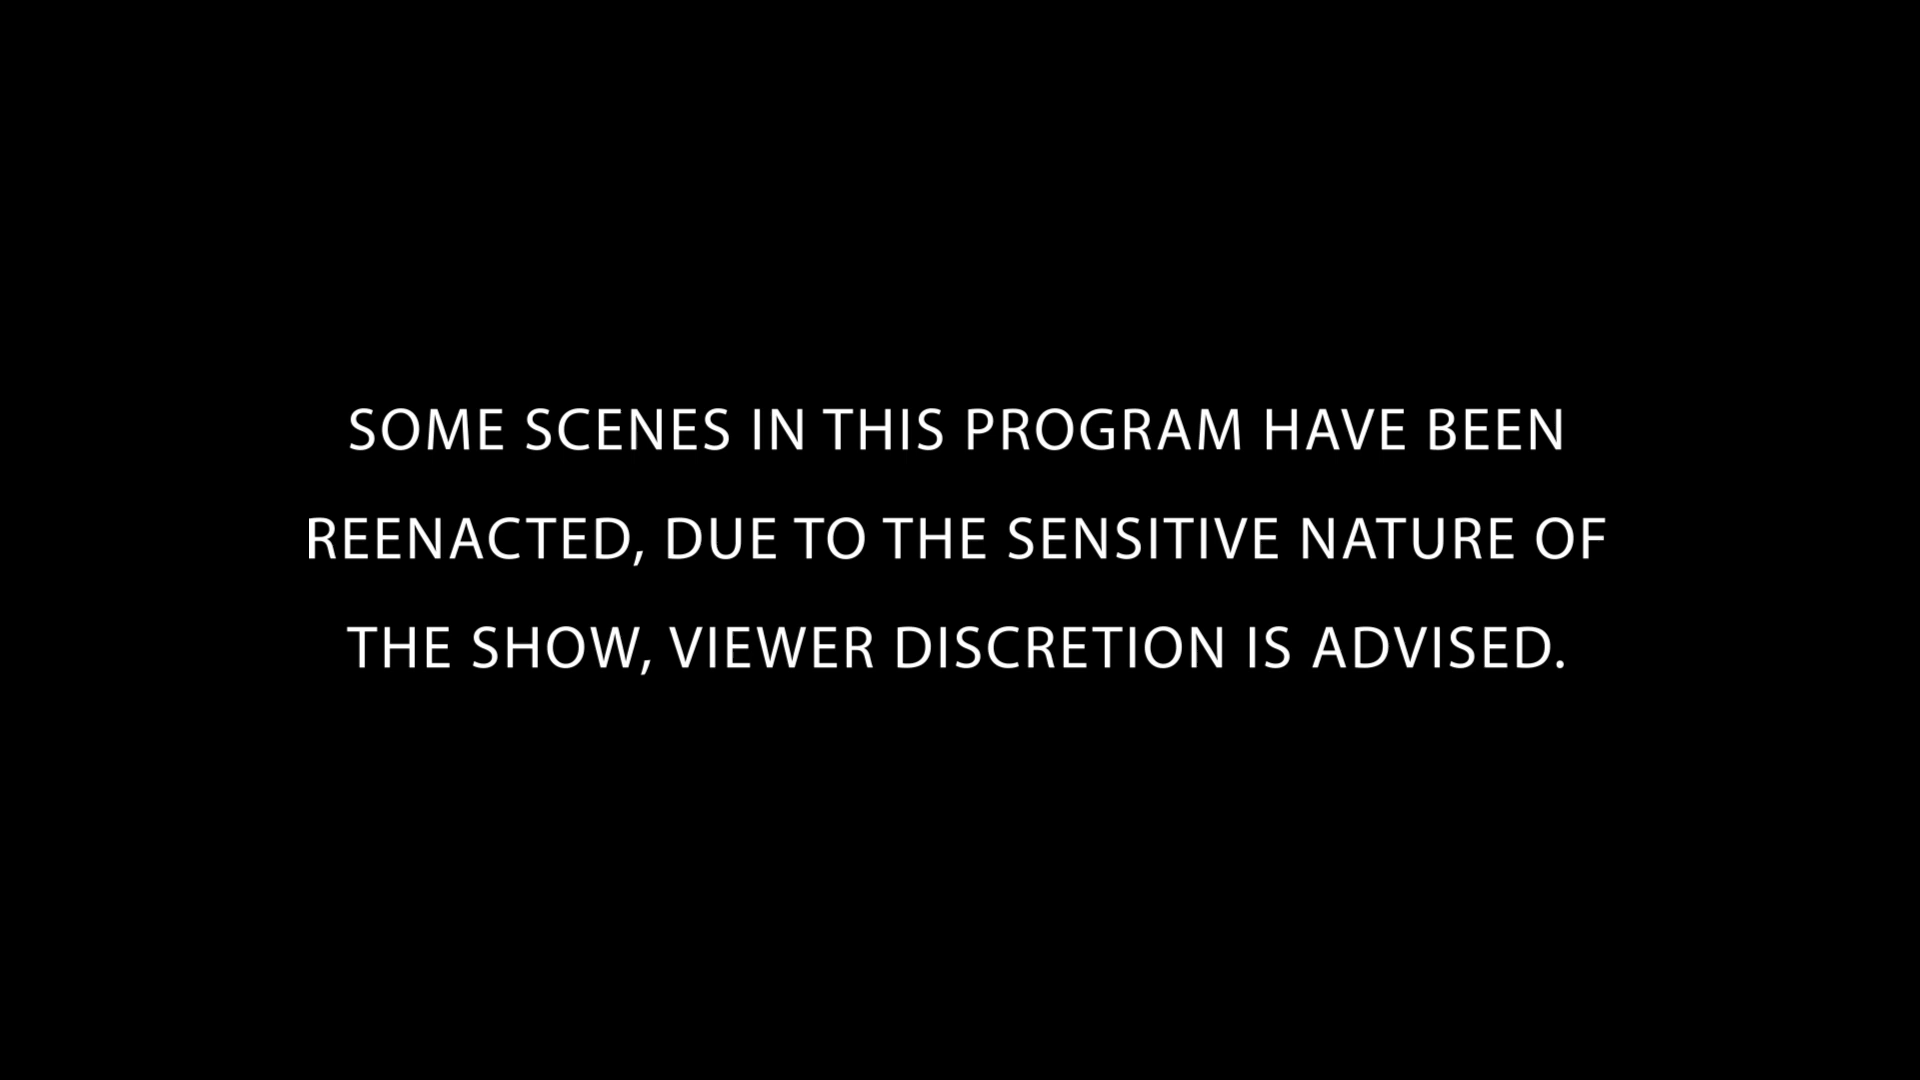 SOME SCENES IN THIS PROGRAM HAVE BEEN
REENACTED, DUE TO THE SENSITIVE NATURE OF
THE SHOW, VIEWER DISCRETION IS ADVISED.